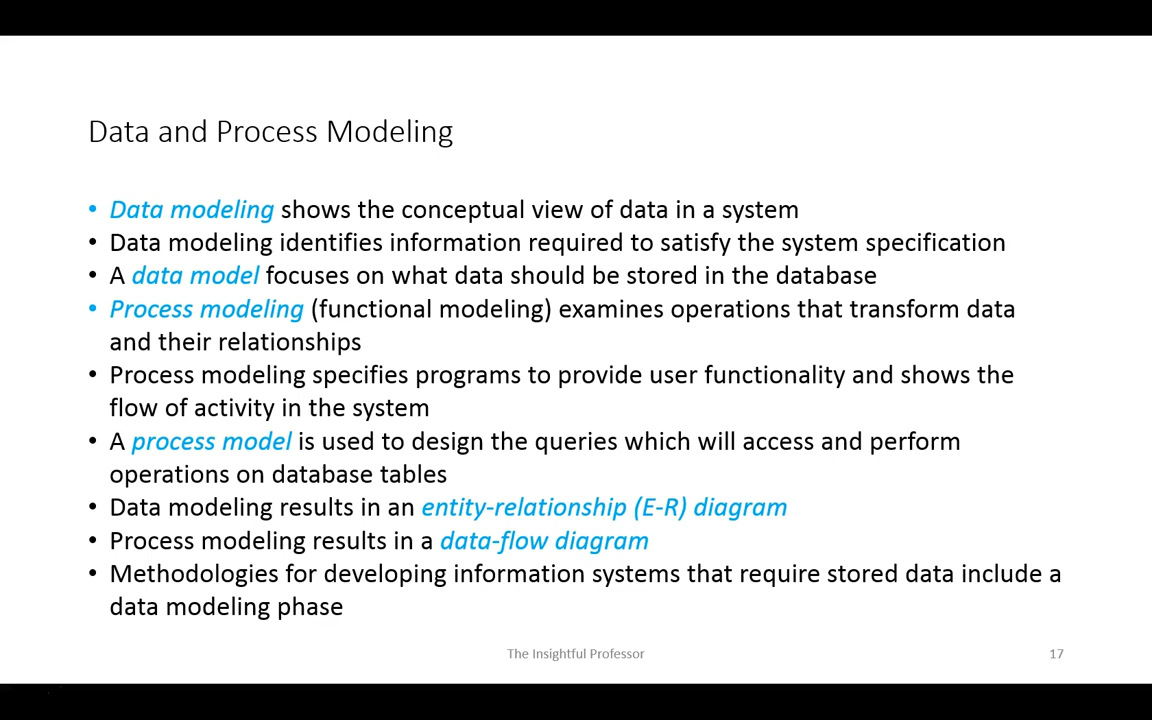 Data and Process Modeling
• Data modeling shows the conceptual view of data in a system
• Data modeling identifies information required to satisfy the system specification
• A data model focuses on what data should be stored in the database
• Process modeling (functional modeling) examines operations that transform data
and their relationships
• Process modeling specifies programs to provide user functionality and shows the
flow of activity in the system
• A process model is used to design the queries which will access and perform
operations on database tables
• Data modeling results in an entity-relationship (E-R) diagram
• Process modeling results in a data-flow diagram
• Methodologies for developing information systems that require stored data include a
data modeling phase
The Insightful Professor
17